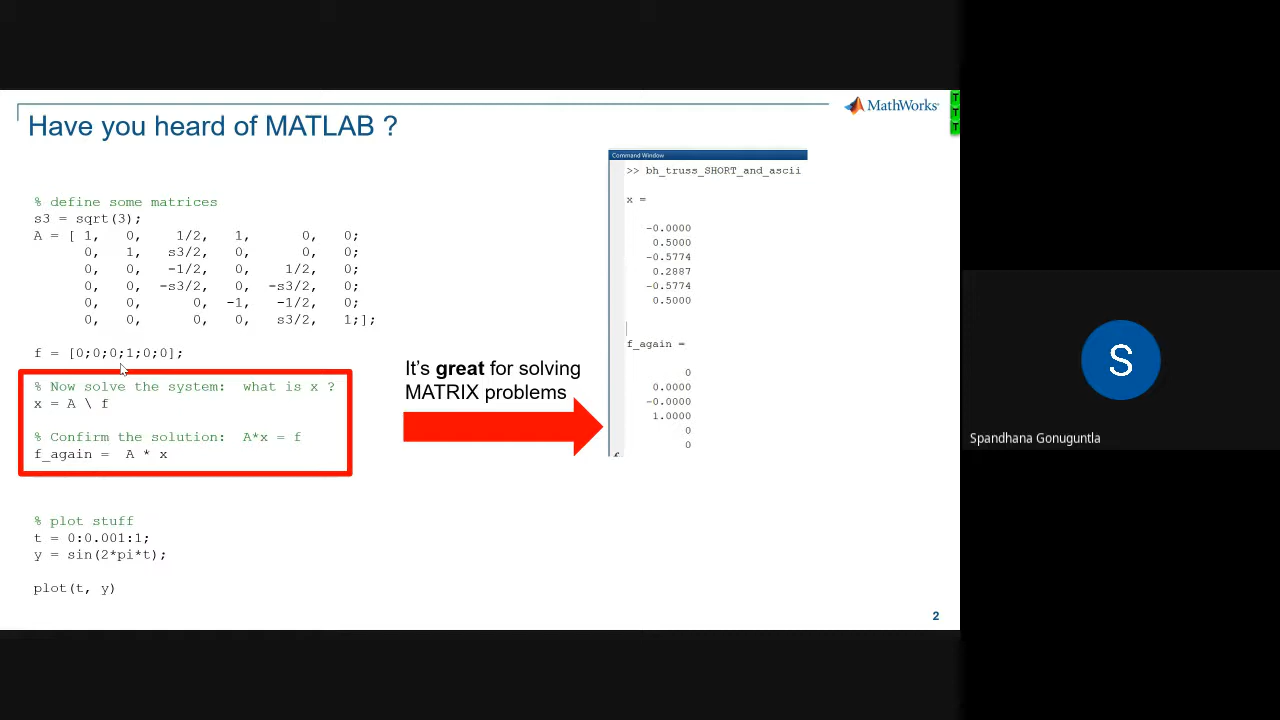 MathWorks®
T
T
T
Have you heard of MATLAB ?
% define some matrices
s3 = sqrt(3);
A = [ 1, 0, 1/2, 1, 0, 0;
0, 1, s3/2, 0, 0, 0;
0, 0, -1/2, 0, 1/2, 0;
0, 0, -s3/2, 0, -s3/2, 0;
0, 0, 0, -1, -1/2, 0;
0, 0, 0, 0, s3/2, 1;];
f = [0;0;0;1;0;0];
% Now solve the system: what is x ?
x = A \ f
% Confirm the solution: A*x = f
f_again = A * x
% plot stuff
t = 0:0.001:1;
y = sin(2*pi*t);
plot(t, y)
It's great for solving
MATRIX problems
Command Window
>> bh_truss_SHORT_and_ascii
x =
-0.0000
0.5000
-0.5774
0.2887
-0.5774
0.5000
f_again =
0
0.0000
-0.0000
1.0000
0
0
2
S
Spandhana Gonuguntla